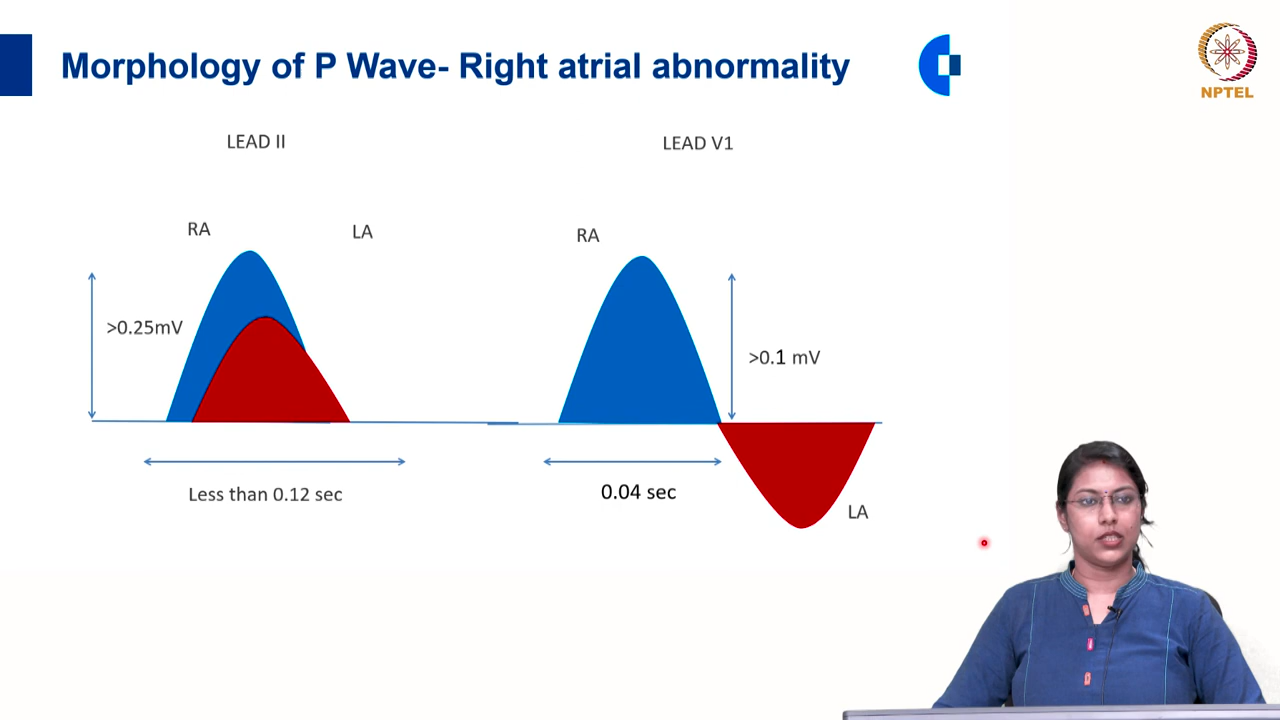 Morphology of P Wave- Right atrial abnormality
NPTEL
LEAD II
LEAD V1
RA
LA
RA
>0.25mV
>0.1 mV
Less than 0.12 sec
0.04 sec
LA